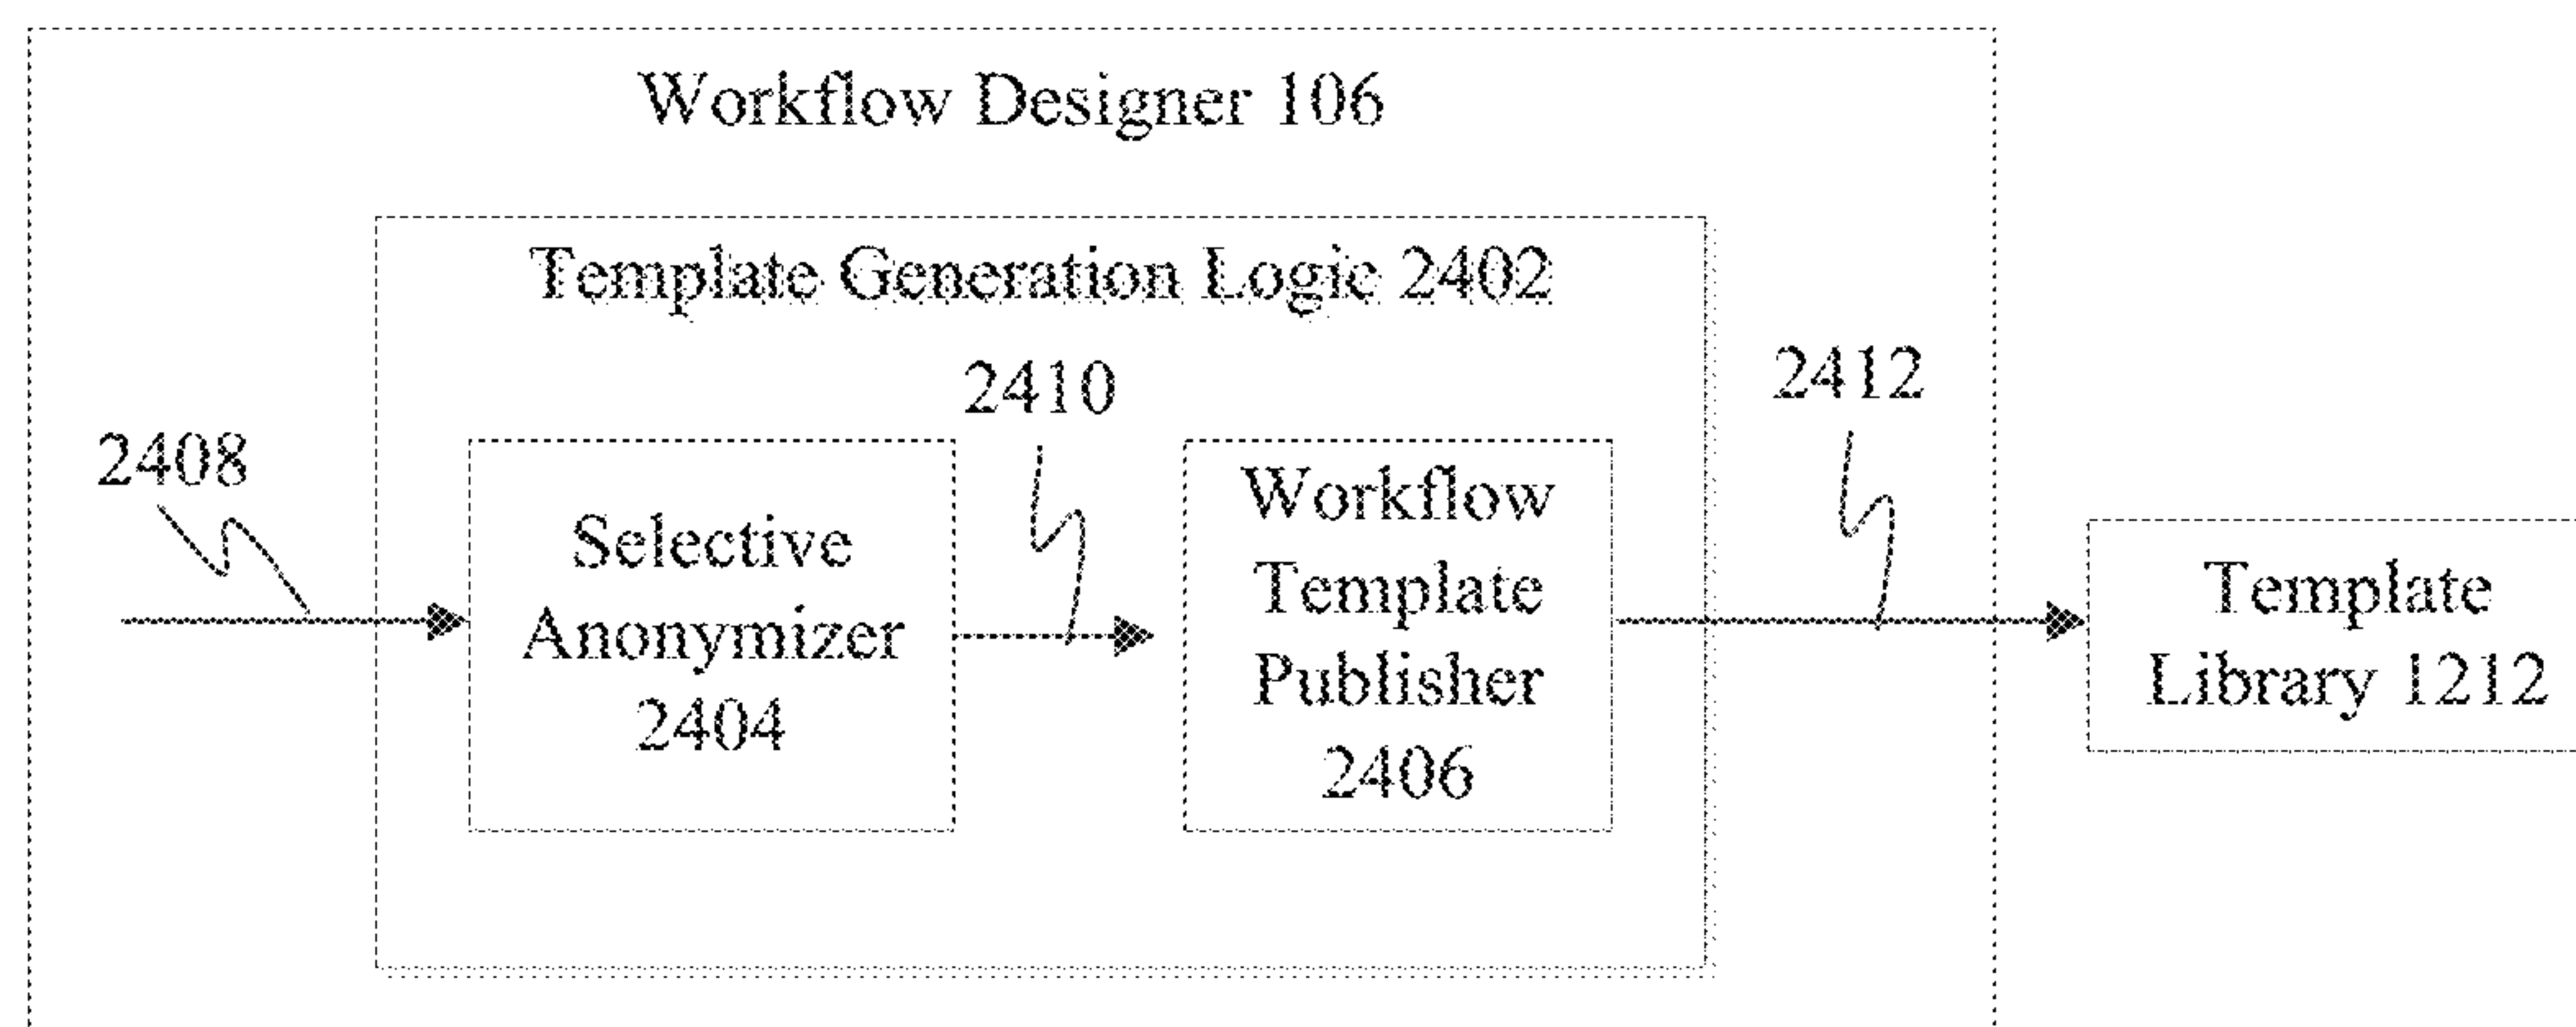 Workflow Designer 106
Template Generation Logic 2402
2410
2412
2408
Selective
Anonymizer
2404
Workflow
Template
Publisher
2406
Template
Library 1212